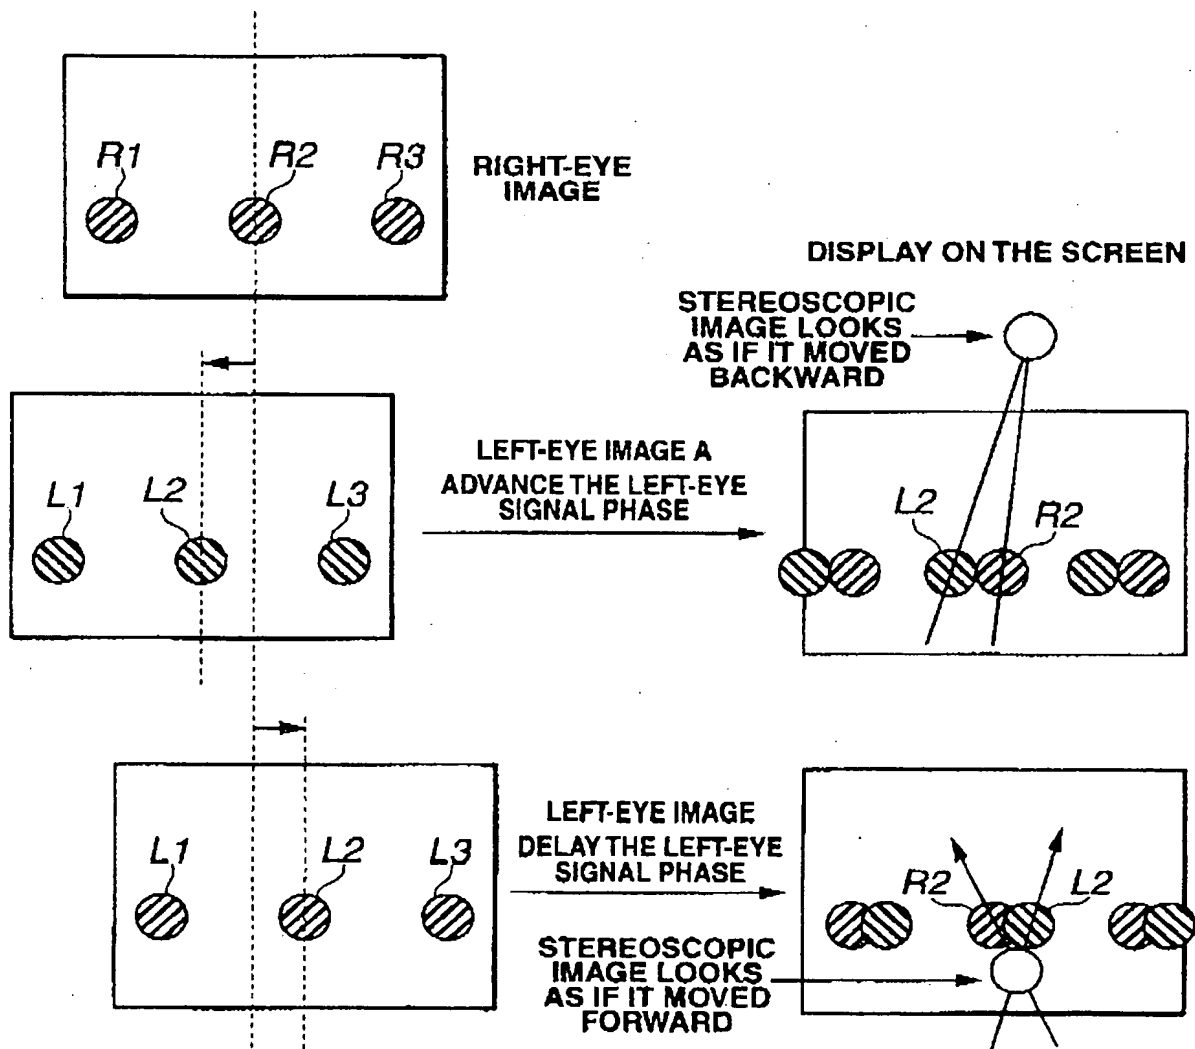 R1
R2
R3
RIGHT-EYE
IMAGE
DISPLAY ON THE SCREEN
STEREOSCOPIC
IMAGE LOOKS
AS IF IT MOVED
BACKWARD
L1
L2
L3
LEFT-EYE IMAGE A
ADVANCE THE LEFT-EYE
SIGNAL PHASE
L2
R2
L1
L2
L3
LEFT-EYE IMAGE
DELAY THE LEFT-EYE
SIGNAL PHASE
R2
L2
STEREOSCOPIC
IMAGE LOOKS
AS IF IT MOVED
FORWARD